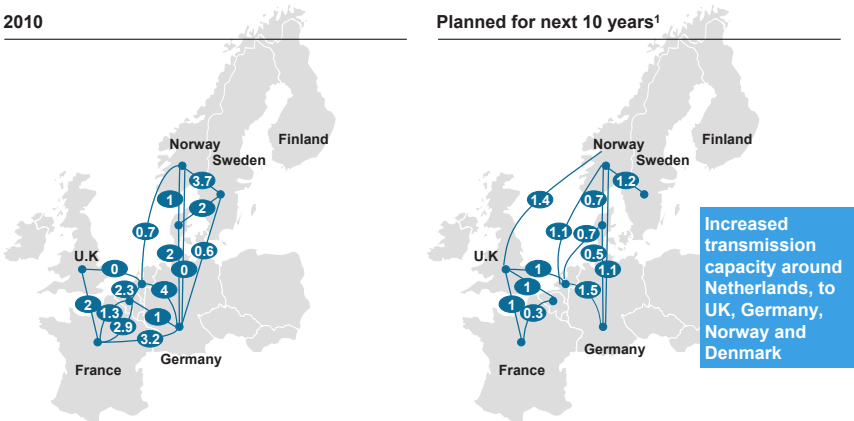 2010
Norway
Finland
Sweden
3.7
1
2
0.7
2
0.6
U.K
0
0
2.3
4
2
1.3
1
2.9
3.2
Germany
France
Planned for next 10 years¹
Norway
Finland
Sweden
1.2
1.4
0.7
1.1
0.7
0.5
U.K
1
1.1
1
1.5
1
0.3
Germany
France
Increased
transmission
capacity around
Netherlands, to
UK, Germany,
Norway and
Denmark